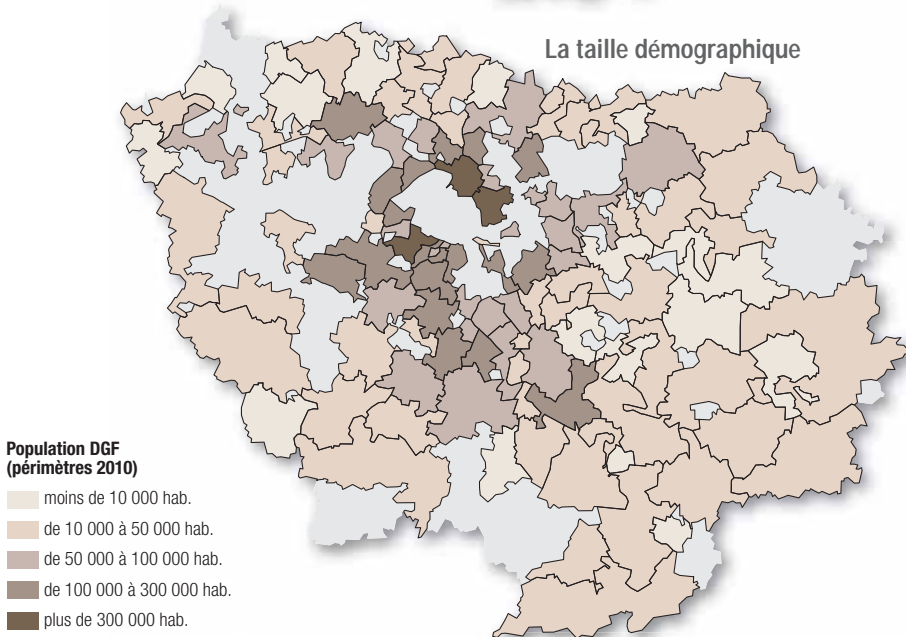 La taille démographique
Population DGF
(périmètres 2010)
moins de 10 000 hab.
de 10 000 à 50 000 hab.
de 50 000 à 100 000 hab.
de 100 000 à 300 000 hab.
plus de 300 000 hab.